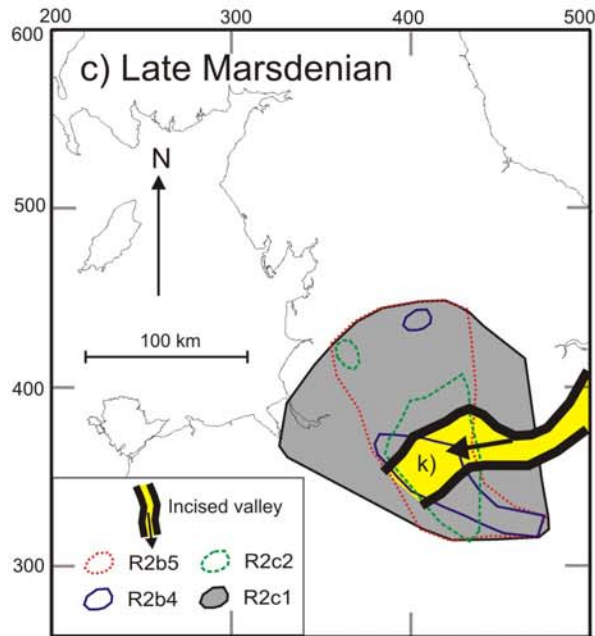 200 300 400 500
600
c) Late Marsdenian
N
500
100 km
400
k)
Incised valley
300
R2b5 R2c2
R2b4 R2c1